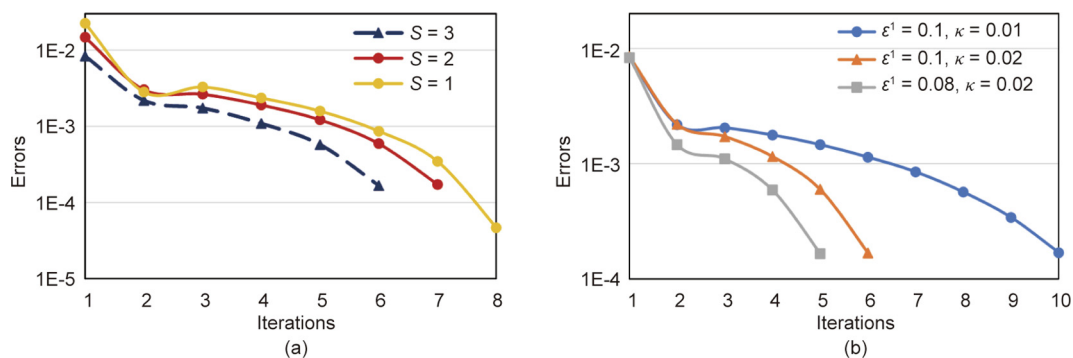 1E-2
1E-3
1E-4
1E-5
Errors
1 2 3 4 5 6 7 8
Iterations
(a)
S = 3
S = 2
S = 1
1E-2
1E-3
1E-4
Errors
1 2 3 4 5 6 7 8 9 10
Iterations
(b)
ε¹ = 0.1, κ = 0.01
ε¹ = 0.1, κ = 0.02
ε¹ = 0.08, κ = 0.02